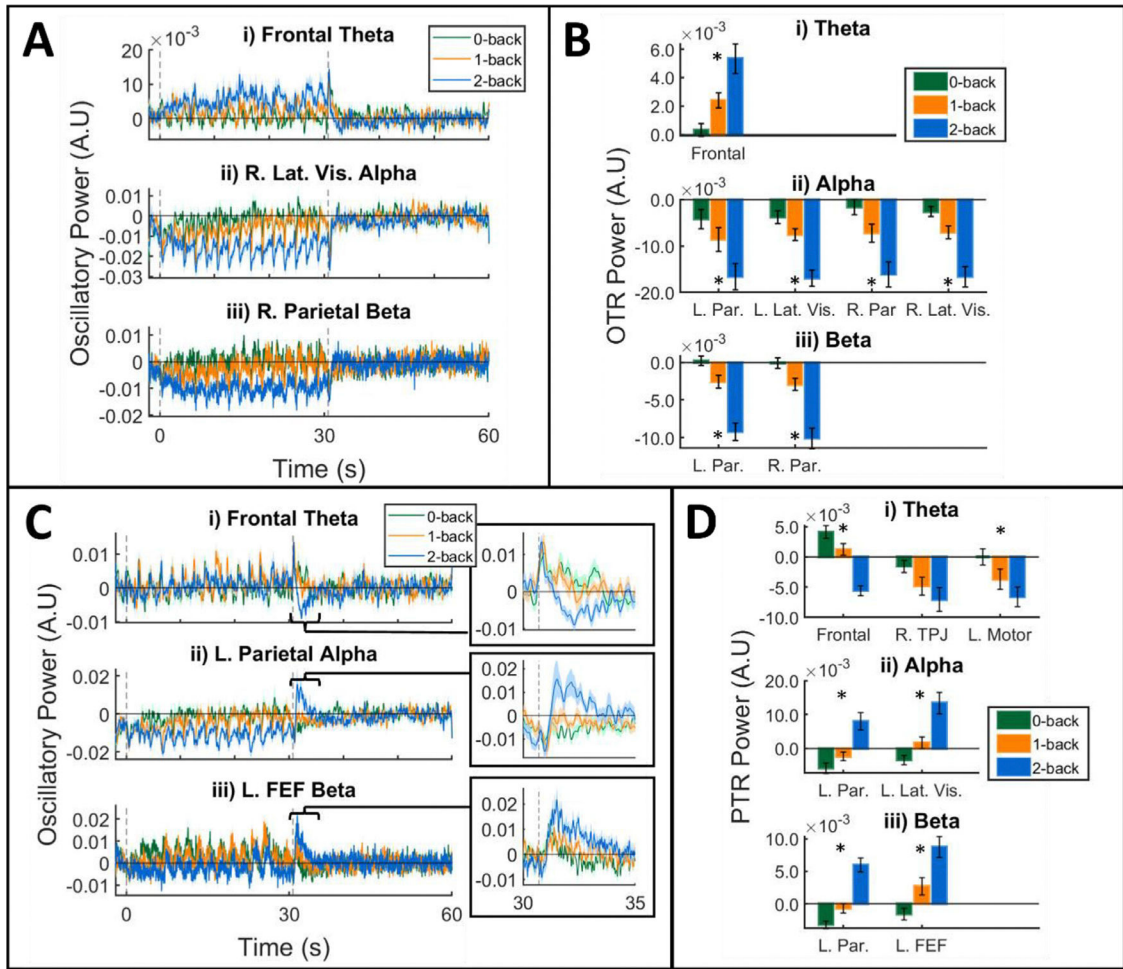 A
i) Frontal Theta
×10⁻³
20
10
0
0-back
1-back
2-back
ii) R. Lat. Vis. Alpha
0.01
0
-0.01
-0.02
-0.03
iii) R. Parietal Beta
0.01
0
-0.01
-0.02
0 30 60
Time (s)
Oscillatory Power (A.U)
B
i) Theta
×10⁻³
6.0
4.0
2.0
0.0
*
Frontal
0-back
1-back
2-back
ii) Alpha
×10⁻³
0.0
-10.0
-20.0
* * * *
L. Par. L. Lat. Vis. R. Par R. Lat. Vis.
iii) Beta
×10⁻³
0.0
-5.0
-10.0
* *
L. Par. R. Par.
OTR Power (A.U)
C
i) Frontal Theta
0.01
0
-0.01
0-back
1-back
2-back
0.01
0
-0.01
ii) L. Parietal Alpha
0.02
0
-0.02
0.02
0.01
0
-0.01
iii) L. FEF Beta
0.02
0.01
0
-0.01
0.02
0.01
0
-0.01
0 30 60
30 35
Time (s)
Oscillatory Power (A.U)
D
i) Theta
×10⁻³
5.0
0.0
-5.0
-10.0
* *
Frontal R. TPJ L. Motor
ii) Alpha
×10⁻³
20.0
10.0
0.0
* *
L. Par. L. Lat. Vis.
0-back
1-back
2-back
iii) Beta
×10⁻³
10.0
5.0
0.0
* *
L. Par. L. FEF
PTR Power (A.U)